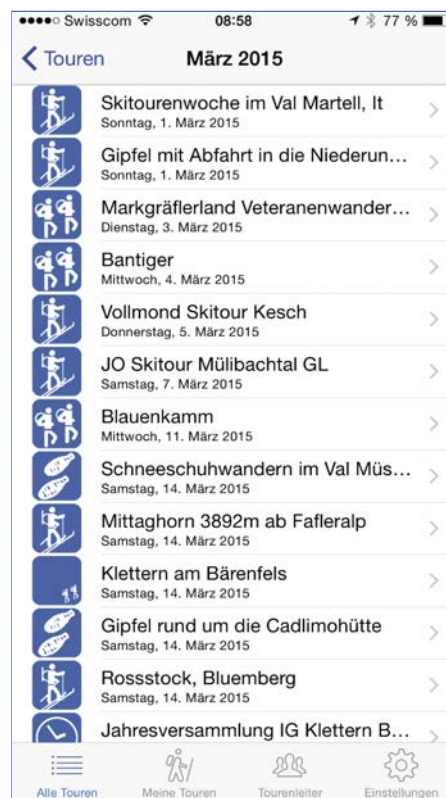 Swisscom 08:58 77 %
Touren März 2015
Skitourenwoche im Val Martell, It
Sonntag, 1. März 2015
Gipfel mit Abfahrt in die Niederun...
Sonntag, 1. März 2015
Markgräflerland Veteranenwander...
Dienstag, 3. März 2015
Bantiger
Mittwoch, 4. März 2015
Vollmond Skitour Kesch
Donnerstag, 5. März 2015
JO Skitour Mülibachtal GL
Samstag, 7. März 2015
Blauenkamm
Mittwoch, 11. März 2015
Schneeschuhwandern im Val Müs...
Samstag, 14. März 2015
Mittaghorn 3892m ab Fafleralp
Samstag, 14. März 2015
Klettern am Bärenfels
Samstag, 14. März 2015
Gipfel rund um die Cadlimohütte
Samstag, 14. März 2015
Rossstock, Bluemberg
Samstag, 14. März 2015
Jahresversammlung IG Klettern B...
Alle Touren Meine Touren Tourenleiter Einstellungen